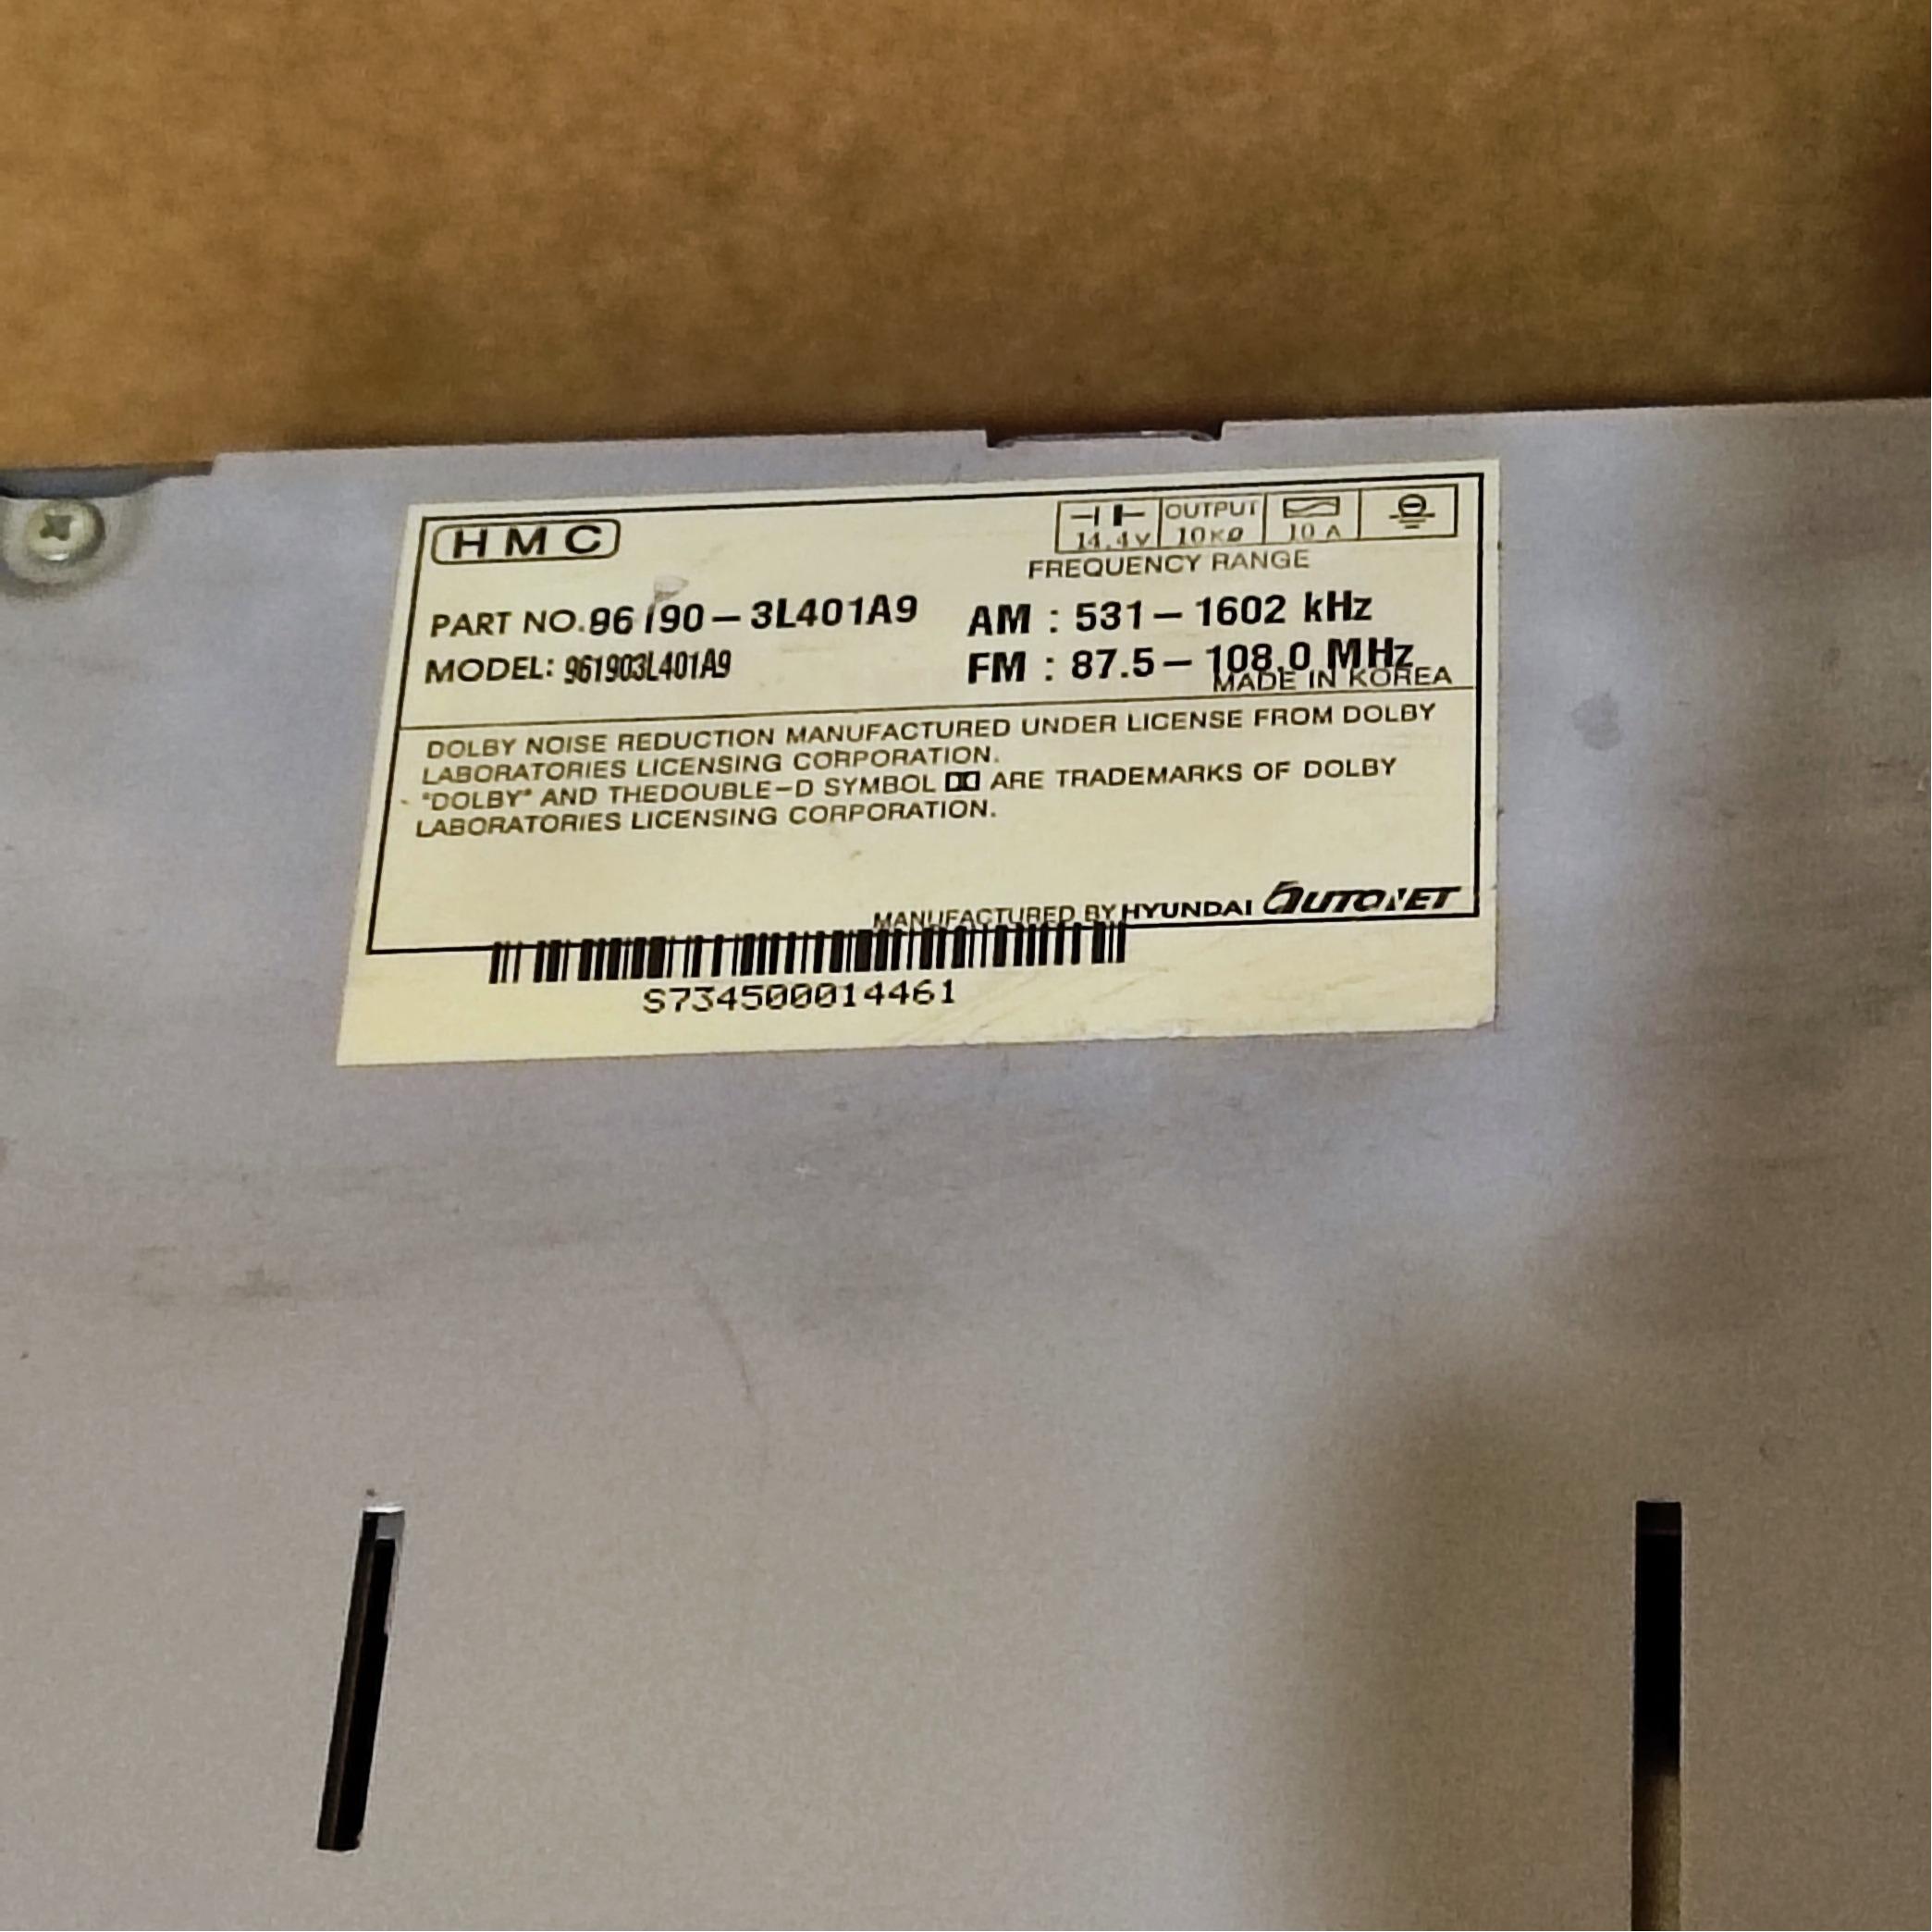 HMC
14.4V OUTPUT 10KΩ 10 A
FREQUENCY RANGE
PART NO.96190-3L401A9
AM : 531-1602 kHz
MODEL: 961903L401A9
FM : 87.5-108.0 MHz
MADE IN KOREA
DOLBY NOISE REDUCTION MANUFACTURED UNDER LICENSE FROM DOLBY
LABORATORIES LICENSING CORPORATION.
"DOLBY" AND THEDOUBLE-D SYMBOL ARE TRADEMARKS OF DOLBY
LABORATORIES LICENSING CORPORATION.
MANUFACTURED BY HYUNDAI AUTONET
S734500014461